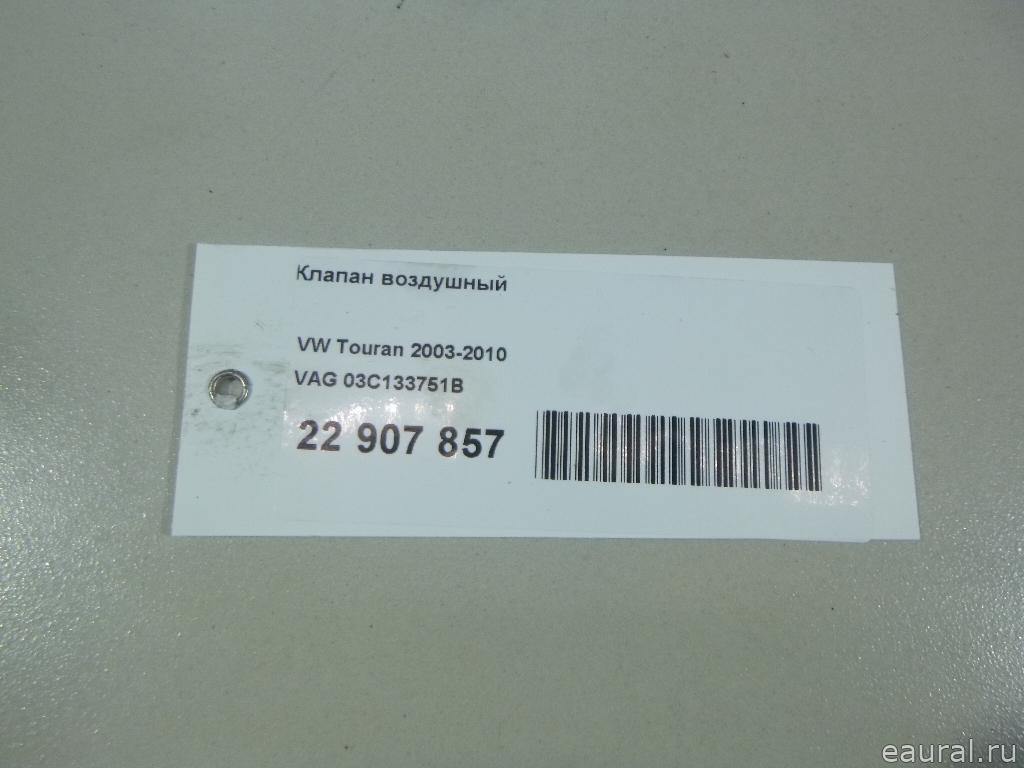 Клапан воздушный
VW Touran 2003-2010
VAG 03C133751B
22 907 857
eaural.ru